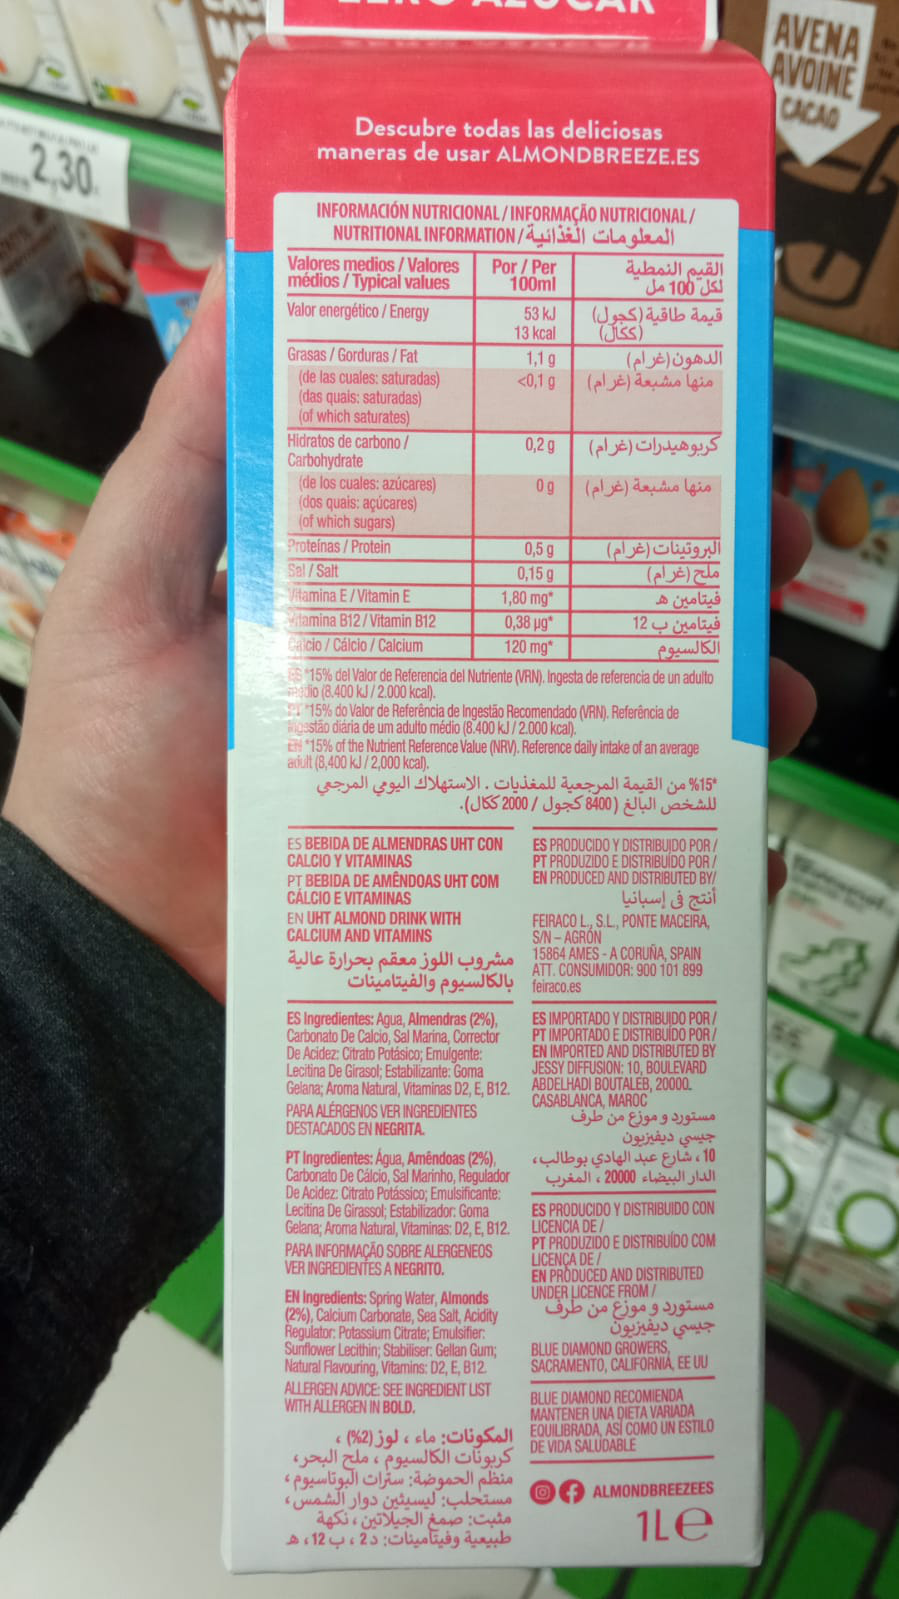 AVENA
AVOINE
CACAO
2,30
Descubre todas las deliciosas
maneras de usar ALMONDBREEZE.ES
INFORMACIÓN NUTRICIONAL / INFORMAÇÃO NUTRICIONAL /
NUTRITIONAL INFORMATION / المعلومات الغذائية
Valores medios / Valores médios / Typical values | Por / Per 100ml | القيم النمطية لكل 100 مل
Valor energético / Energy | 53 kJ 13 kcal | قيمة طاقية (كجول) (ككال)
Grasas / Gorduras / Fat | 1,1 g | الدهون (غرام)
(de las cuales: saturadas) | <0,1 g | منها مشبعة (غرام)
(das quais: saturadas)
(of which saturates)
Hidratos de carbono / | 0,2 g | كربوهيدرات (غرام)
Carbohydrate
(de los cuales: azúcares) | 0 g | منها مشبعة (غرام)
(dos quais: açúcares)
(of which sugars)
Proteínas / Protein | 0,5 g | البروتينات (غرام)
Sal / Salt | 0,15 g | ملح (غرام)
Vitamina E / Vitamin E | 1,80 mg* | فيتامين ه
Vitamina B12 / Vitamin B12 | 0,38 µg* | فيتامين ب 12
Calcio / Cálcio / Calcium | 120 mg* | الكالسيوم
ES *15% del Valor de Referencia del Nutriente (VRN). Ingesta de referencia de un adulto
medio (8.400 kJ / 2.000 kcal).
PT *15% do Valor de Referência de Ingestão Recomendado (VRN). Referência de
ingestão diária de um adulto médio (8.400 kJ / 2.000 kcal).
EN *15% of the Nutrient Reference Value (NRV). Reference daily intake of an average
adult (8,400 kJ / 2,000 kcal).
*15% من القيمة المرجعية للمغذيات . الاستهلاك اليومي المرجعي
للشخص البالغ (8400 كجول / 2000 ككال).
ES BEBIDA DE ALMENDRAS UHT CON
CALCIO Y VITAMINAS
PT BEBIDA DE AMÊNDOAS UHT COM
CÁLCIO E VITAMINAS
EN UHT ALMOND DRINK WITH
CALCIUM AND VITAMINS
مشروب اللوز معقم بحرارة عالية
بالكالسيوم والفيتامينات
ES Ingredientes: Agua, Almendras (2%),
Carbonato De Calcio, Sal Marina, Corrector
De Acidez: Citrato Potásico; Emulgente:
Lecitina De Girasol; Estabilizante: Goma
Gelana; Aroma Natural, Vitaminas D2, E, B12.
PARA ALÉRGENOS VER INGREDIENTES
DESTACADOS EN NEGRITA.
PT Ingredientes: Água, Amêndoas (2%),
Carbonato De Cálcio, Sal Marinho, Regulador
De Acidez: Citrato Potássico; Emulsificante:
Lecitina De Girassol; Estabilizador: Goma
Gelana; Aroma Natural, Vitaminas: D2, E, B12.
PARA INFORMAÇÃO SOBRE ALERGENEOS
VER INGREDIENTES A NEGRITO.
EN Ingredients: Spring Water, Almonds
(2%), Calcium Carbonate, Sea Salt, Acidity
Regulator: Potassium Citrate; Emulsifier:
Sunflower Lecithin; Stabiliser: Gellan Gum;
Natural Flavouring, Vitamins: D2, E, B12.
ALLERGEN ADVICE: SEE INGREDIENT LIST
WITH ALLERGEN IN BOLD.
المكونات: ماء ، لوز (2%) ،
كربونات الكالسيوم ، ملح البحر ،
منظم الحموضة: سترات البوتاسيوم ،
مستحلب: ليسيثين دوار الشمس ،
مثبت: صمغ الجيلاتين ، نكهة
طبيعية وفيتامينات: د2 ، ب 12 ، ه
ES PRODUCIDO Y DISTRIBUIDO POR /
PT PRODUZIDO E DISTRIBUÍDO POR /
EN PRODUCED AND DISTRIBUTED BY/
أنتج في إسبانيا
FEIRACO L., S.L., PONTE MACEIRA,
S/N – AGRÓN
15864 AMES - A CORUÑA, SPAIN
ATT. CONSUMIDOR: 900 101 899
feiraco.es
ES IMPORTADO Y DISTRIBUIDO POR /
PT IMPORTADO E DISTRIBUÍDO POR /
EN IMPORTED AND DISTRIBUTED BY
JESSY DIFFUSION: 10, BOULEVARD
ABDELHADI BOUTALEB, 20000.
CASABLANCA, MAROC
مستورد و موزع من طرف
جيسي ديفيزيون
10 ، شارع عبد الهادي بوطالب ،
الدار البيضاء 20000 ، المغرب
ES PRODUCIDO Y DISTRIBUIDO CON
LICENCIA DE /
PT PRODUZIDO E DISTRIBUÍDO COM
LICENÇA DE /
EN PRODUCED AND DISTRIBUTED
UNDER LICENCE FROM /
مستورد و موزع من طرف
جيسي ديفيزيون
BLUE DIAMOND GROWERS,
SACRAMENTO, CALIFORNIA, EE UU
BLUE DIAMOND RECOMIENDA
MANTENER UNA DIETA VARIADA
EQUILIBRADA, ASÍ COMO UN ESTILO
DE VIDA SALUDABLE
ALMONDBREEZEES
1L e